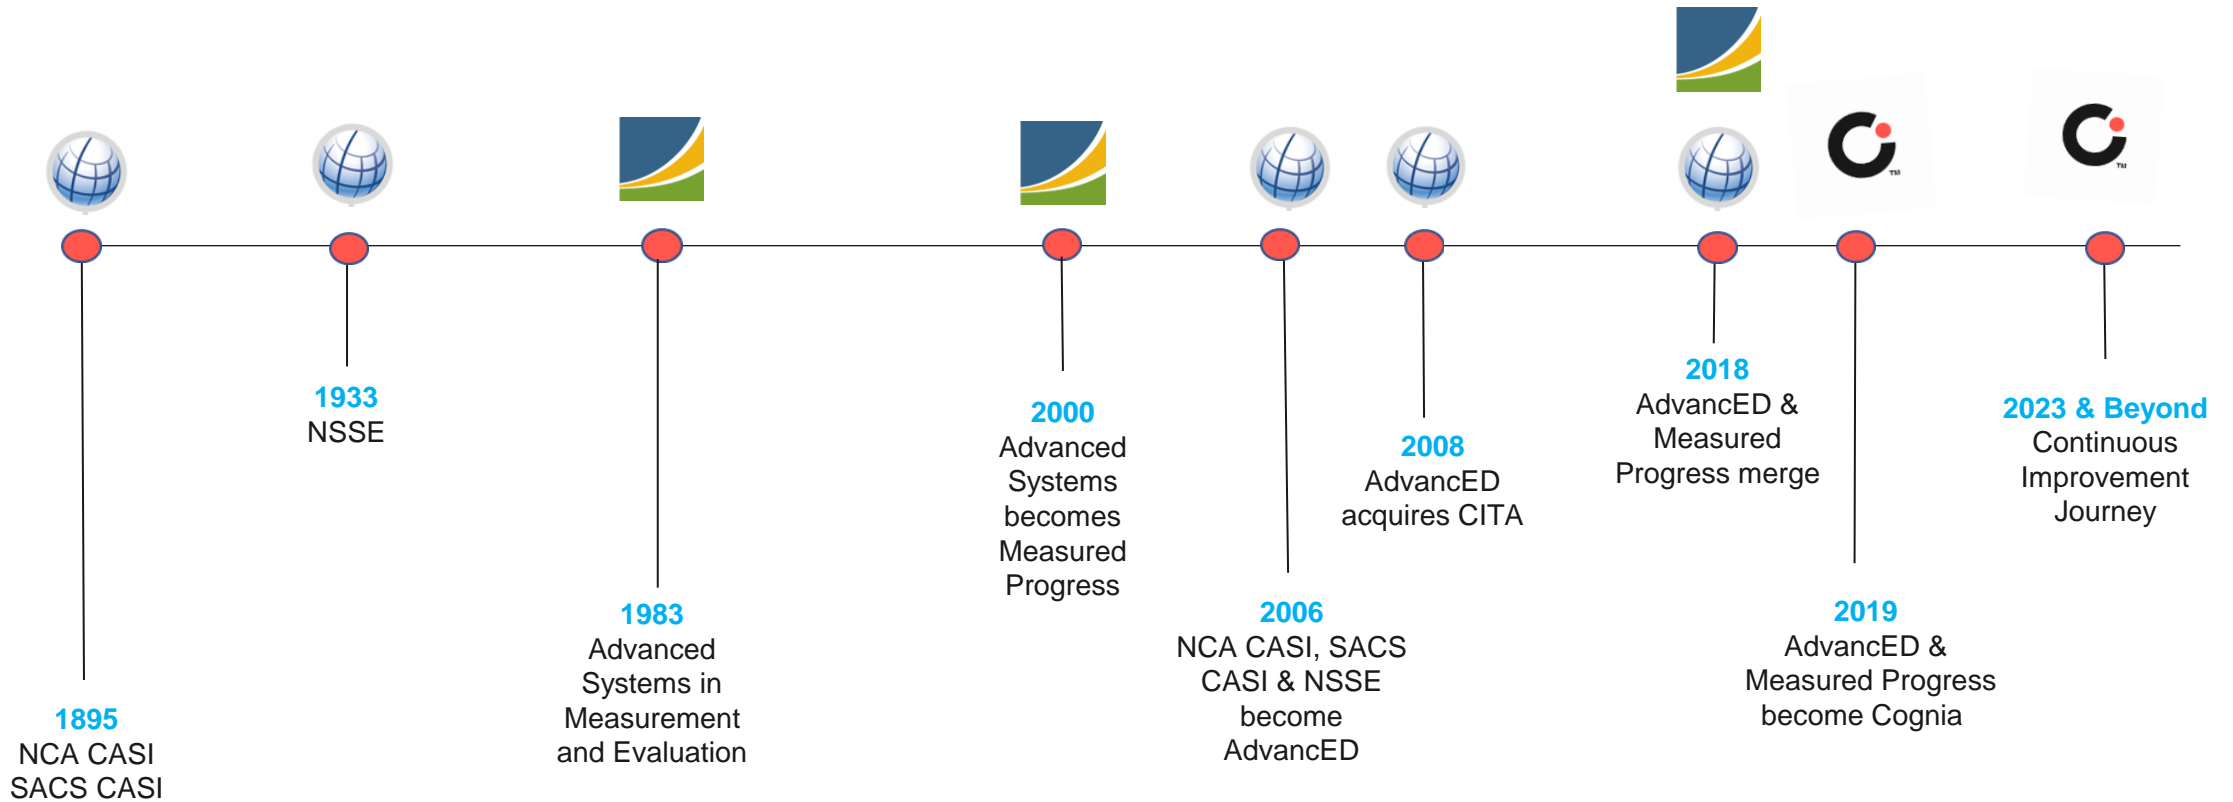 1895
NCA CASI
SACS CASI
1933
NSSE
1983
Advanced
Systems in
Measurement
and Evaluation
2000
Advanced
Systems
becomes
Measured
Progress
2006
NCA CASI, SACS
CASI & NSSE
become
AdvancED
2008
AdvancED
acquires CITA
2018
AdvancED &
Measured
Progress merge
TM
2019
AdvancED &
Measured Progress
become Cognia
TM
2023 & Beyond
Continuous
Improvement
Journey